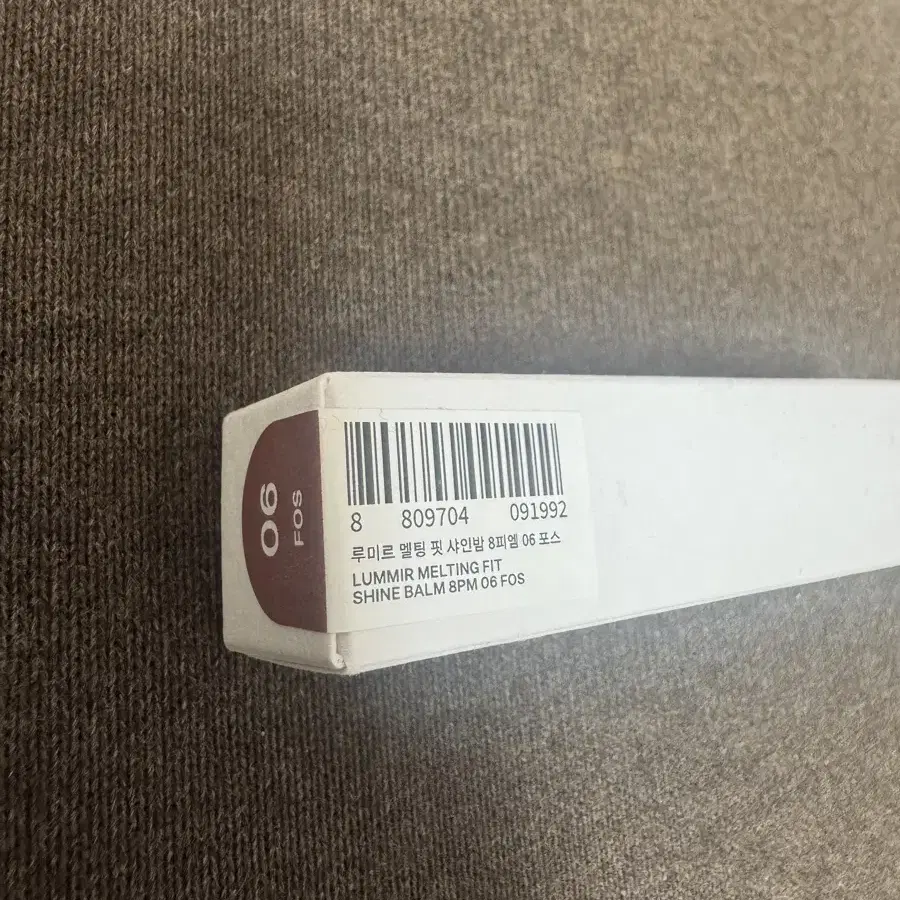 06
FOS
8 809704 091992
루미르 멜팅 핏 샤인밤 8피엠 06 포스
LUMMIR MELTING FIT
SHINE BALM 8PM 06 FOS